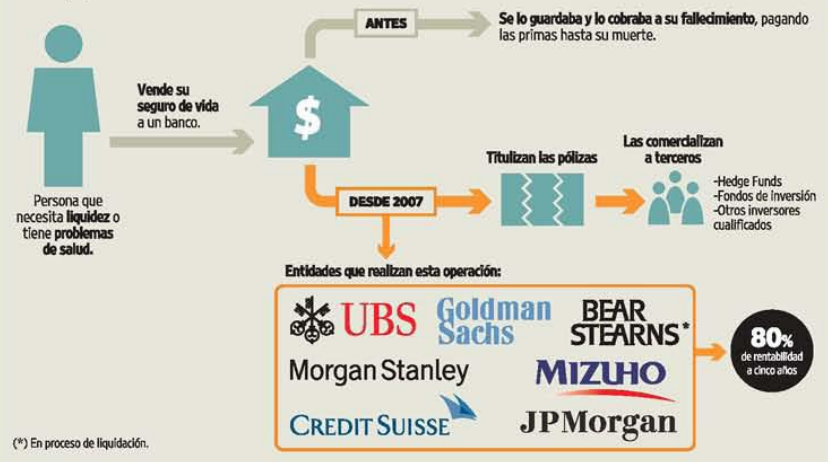 ANTES
Se lo guardaba y lo cobraba a su fallecimiento, pagando
las primas hasta su muerte.
Vende su
seguro de vida
a un banco.
$
Persona que
necesita liquidez o
tiene problemas
de salud.
DESDE 2007
Titulizan las pólizas
Las comercializan
a terceros
-Hedge Funds
-Fondos de inversión
-Otros inversores
cualificados
Entidades que realizan esta operación:
UBS
Goldman
Sachs
BEAR
STEARNS*
Morgan Stanley
MIZUHO
CREDIT SUISSE
JPMorgan
80%
de rentabilidad
a cinco años
(*) En proceso de liquidación.